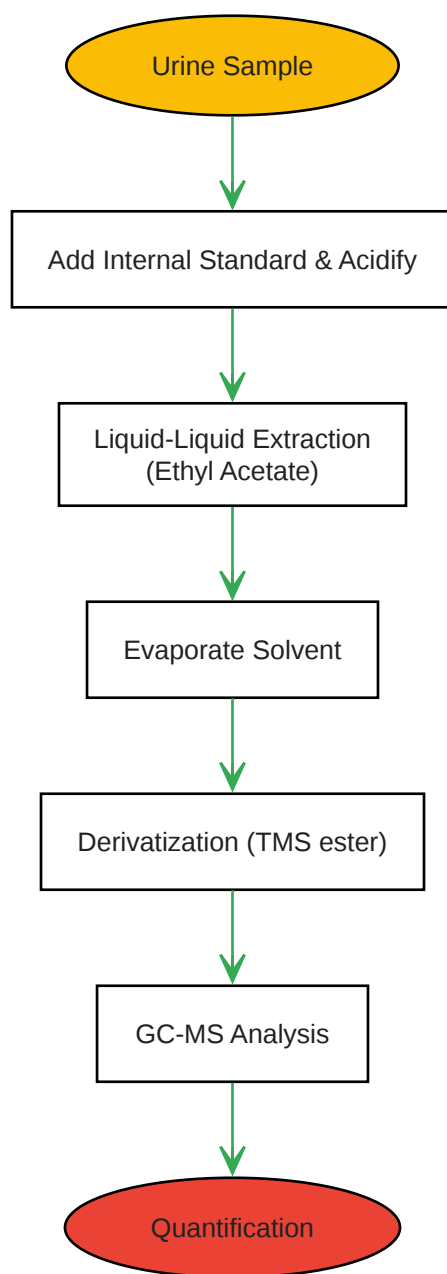 Urine Sample
Add Internal Standard & Acidify
Liquid-Liquid Extraction
(Ethyl Acetate)
Evaporate Solvent
Derivatization (TMS ester)
GC-MS Analysis
Quantification